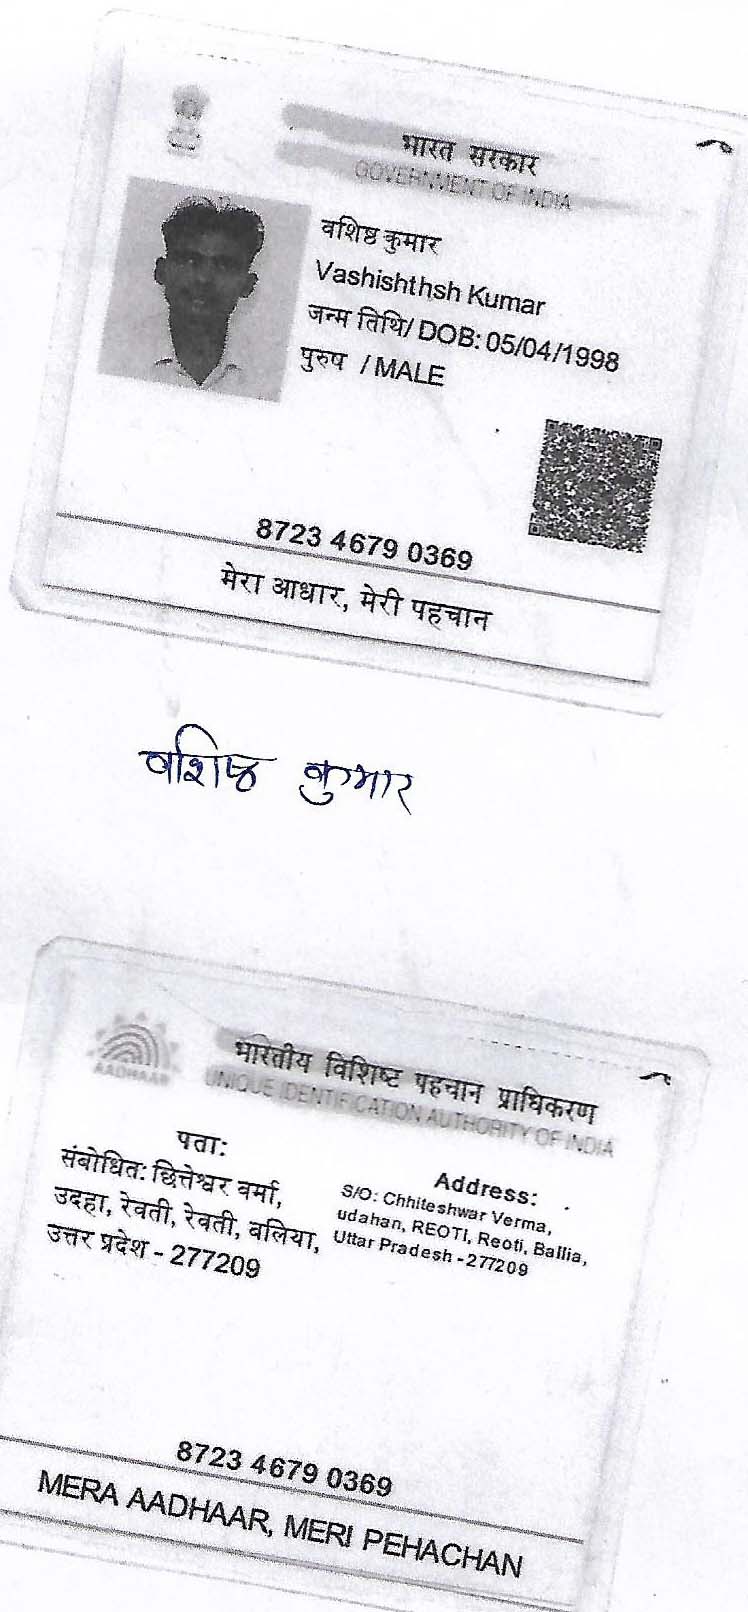 भारत सरकार
GOVERNMENT OF INDIA
वशिष्ठ कुमार
Vashishthsh Kumar
जन्म तिथि/ DOB: 05/04/1998
पुरुष / MALE
8723 4679 0369
मेरा आधार, मेरी पहचान
वशिष्ठ कुमार
AADHAAR
भारतीय विशिष्ट पहचान प्राधिकरण
UNIQUE IDENTIFICATION AUTHORITY OF INDIA
पता:
संबोधित: छित्तेश्वर वर्मा,
उदहा, रेवती, रेवती, बलिया,
उत्तर प्रदेश - 277209
Address:
S/O: Chhiteshwar Verma,
udahan, REOTI, Reoti, Ballia,
Uttar Pradesh - 277209
8723 4679 0369
MERA AADHAAR, MERI PEHACHAN